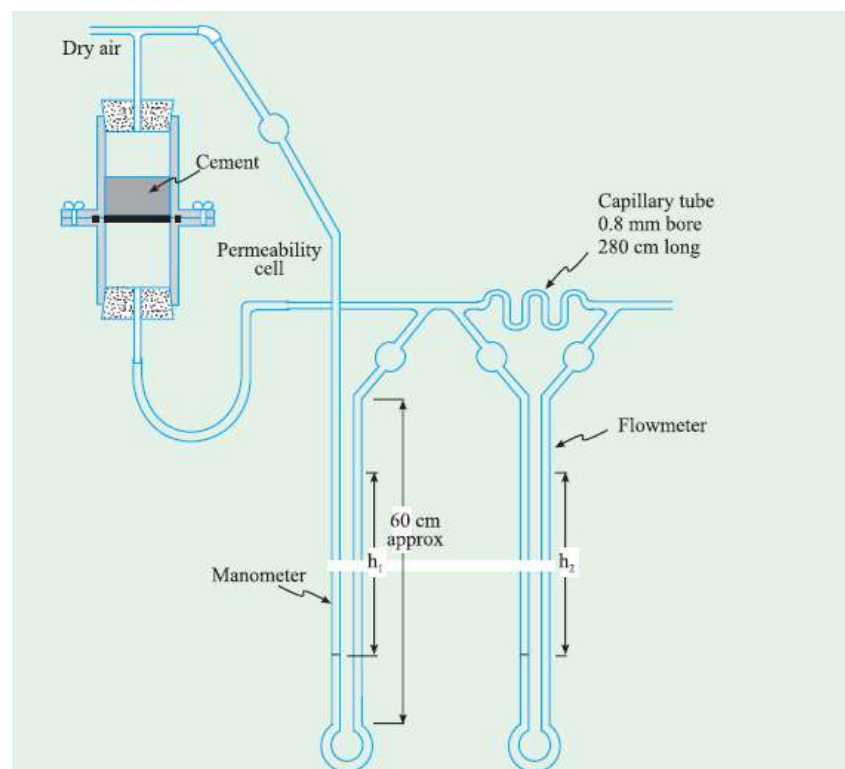 Dry air
Cement
Capillary tube
0.8 mm bore
280 cm long
Permeability
cell
Flowmeter
60 cm
approx
h₁
h₂
Manometer